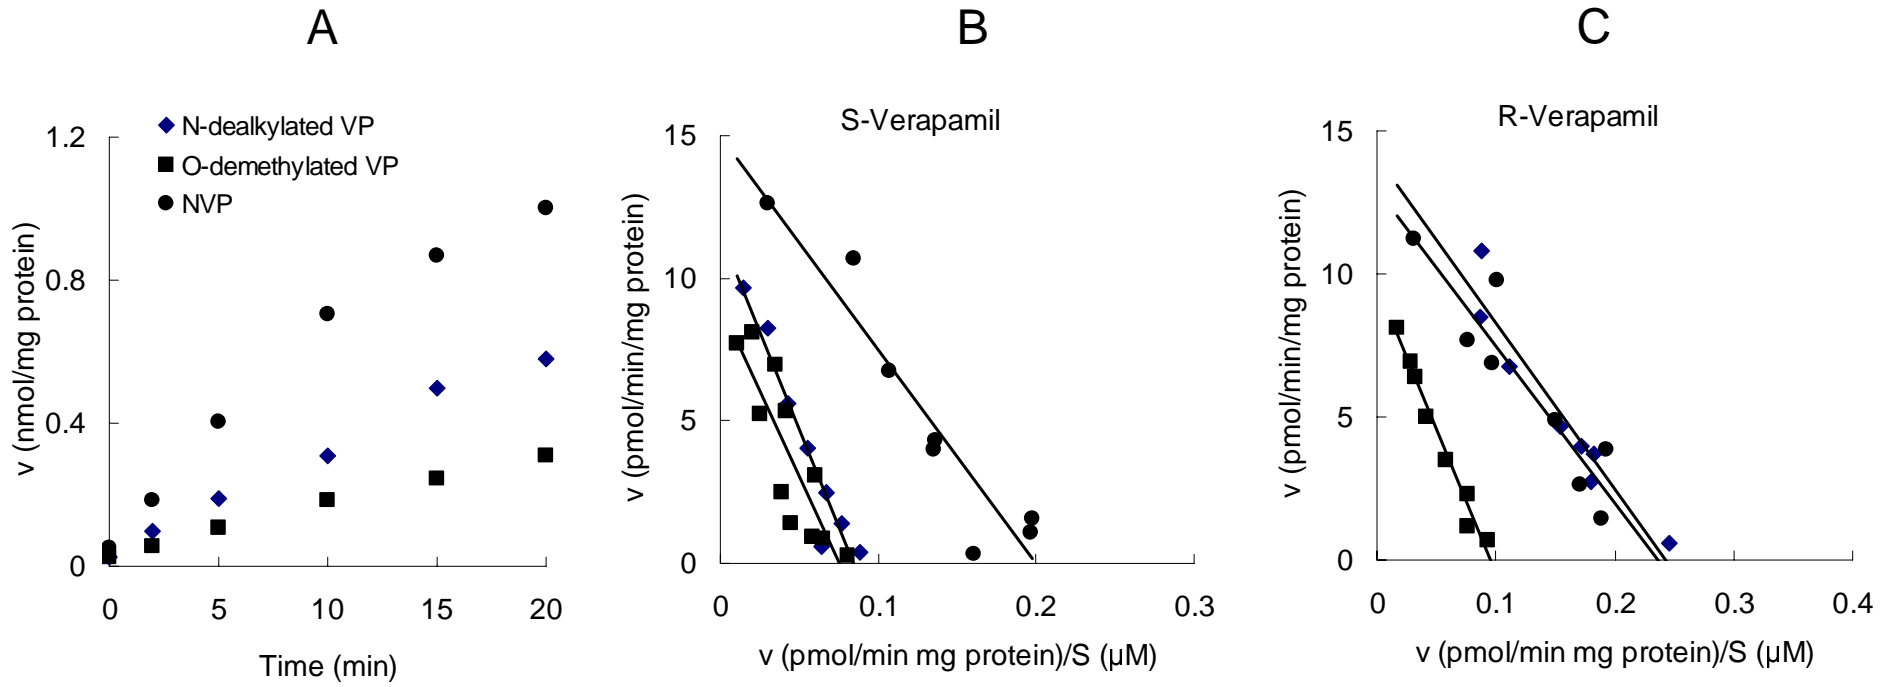 A
N-dealkylated VP
O-demethylated VP
NVP
1.2
0.8
0.4
0
v (nmol/mg protein)
0 5 10 15 20
Time (min)
B
S-Verapamil
15
10
5
0
v (pmol/min/mg protein)
0 0.1 0.2 0.3
v (pmol/min mg protein)/S (µM)
C
R-Verapamil
15
10
5
0
v (pmol/min/mg protein)
0 0.1 0.2 0.3 0.4
v (pmol/min mg protein)/S (µM)